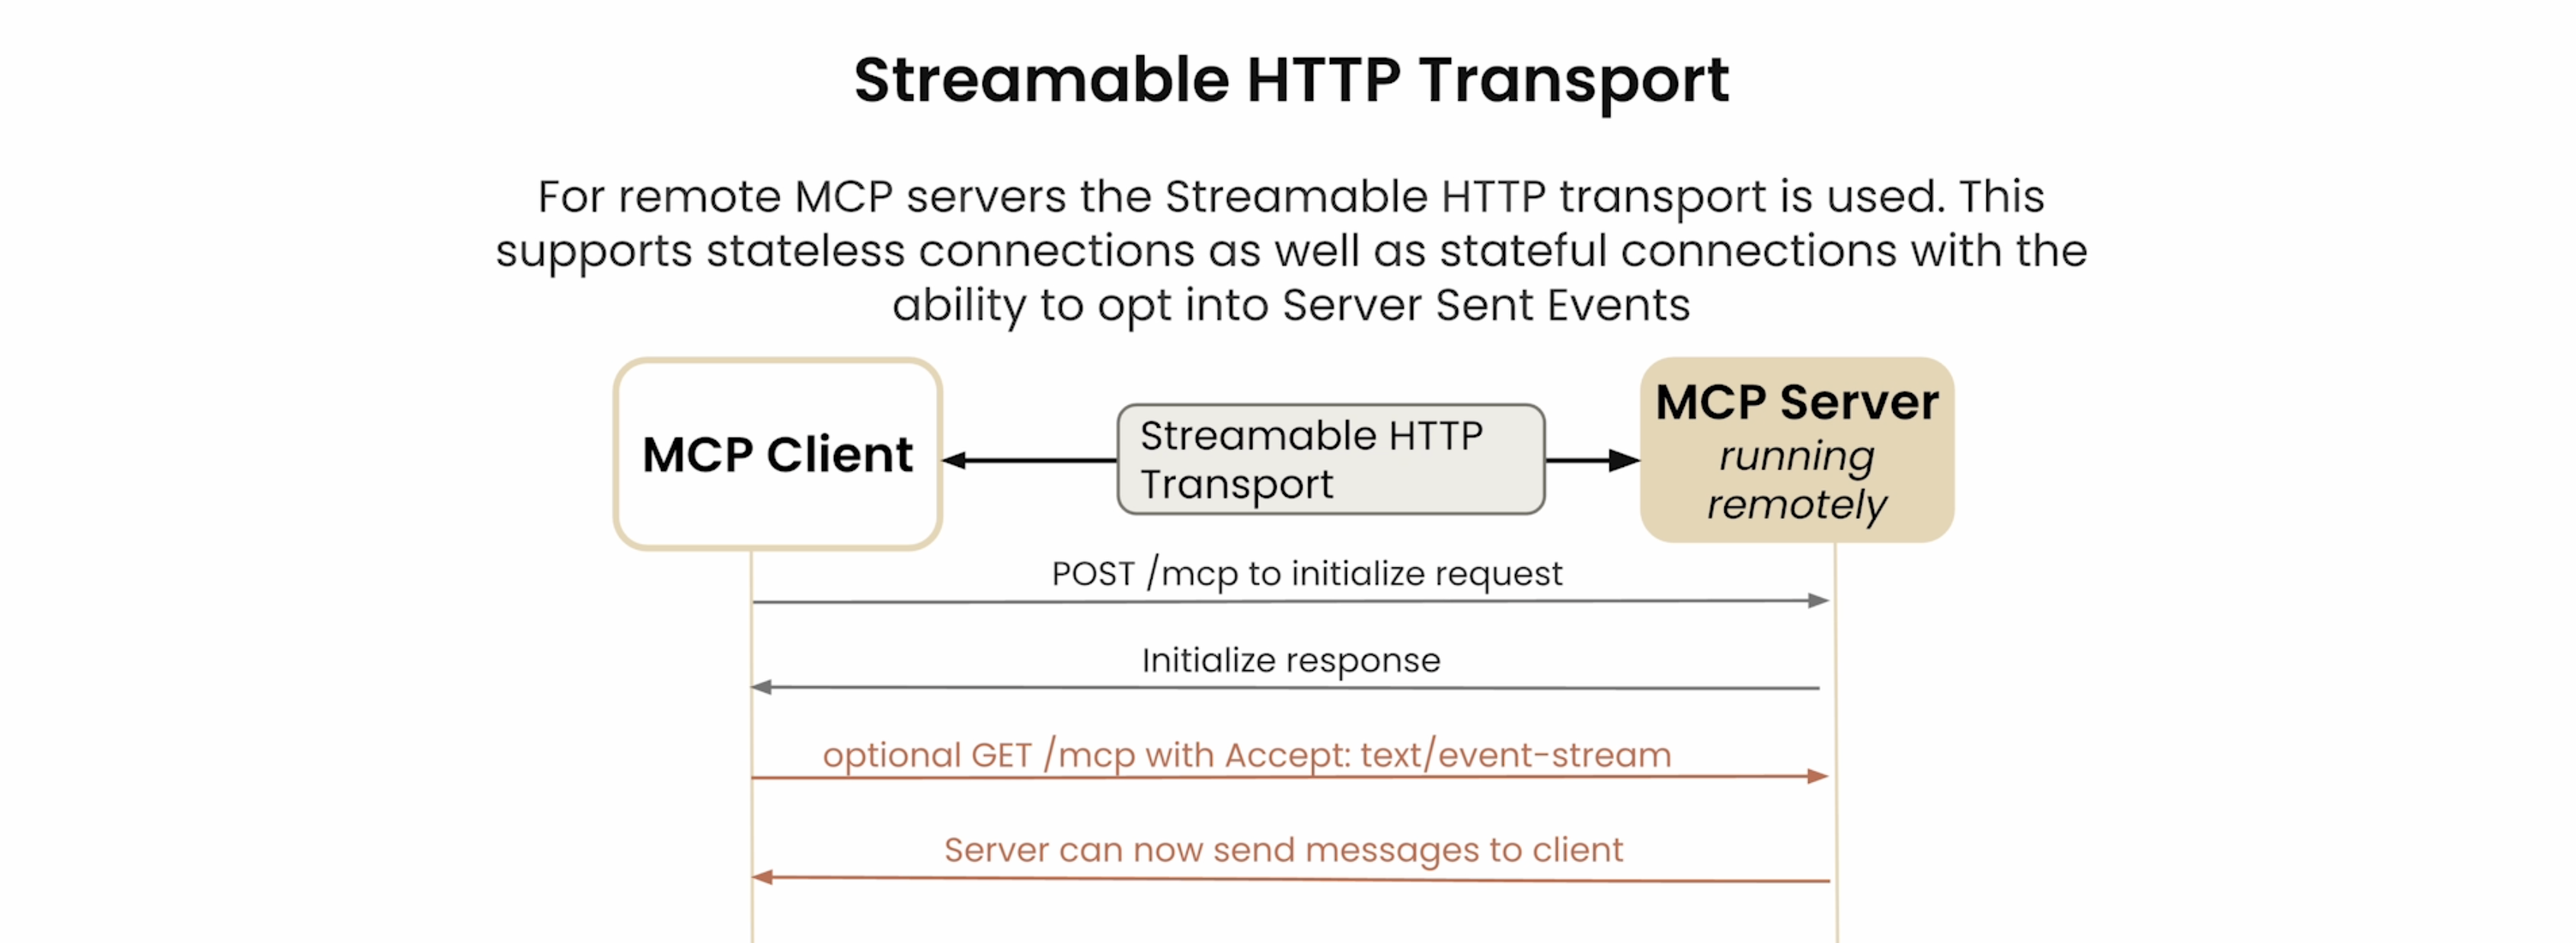 Streamable HTTP Transport
For remote MCP servers the Streamable HTTP transport is used. This
supports stateless connections as well as stateful connections with the
ability to opt into Server Sent Events
MCP Client
Streamable HTTP
Transport
MCP Server
running
remotely
POST /mcp to initialize request
Initialize response
optional GET /mcp with Accept: text/event-stream
Server can now send messages to client